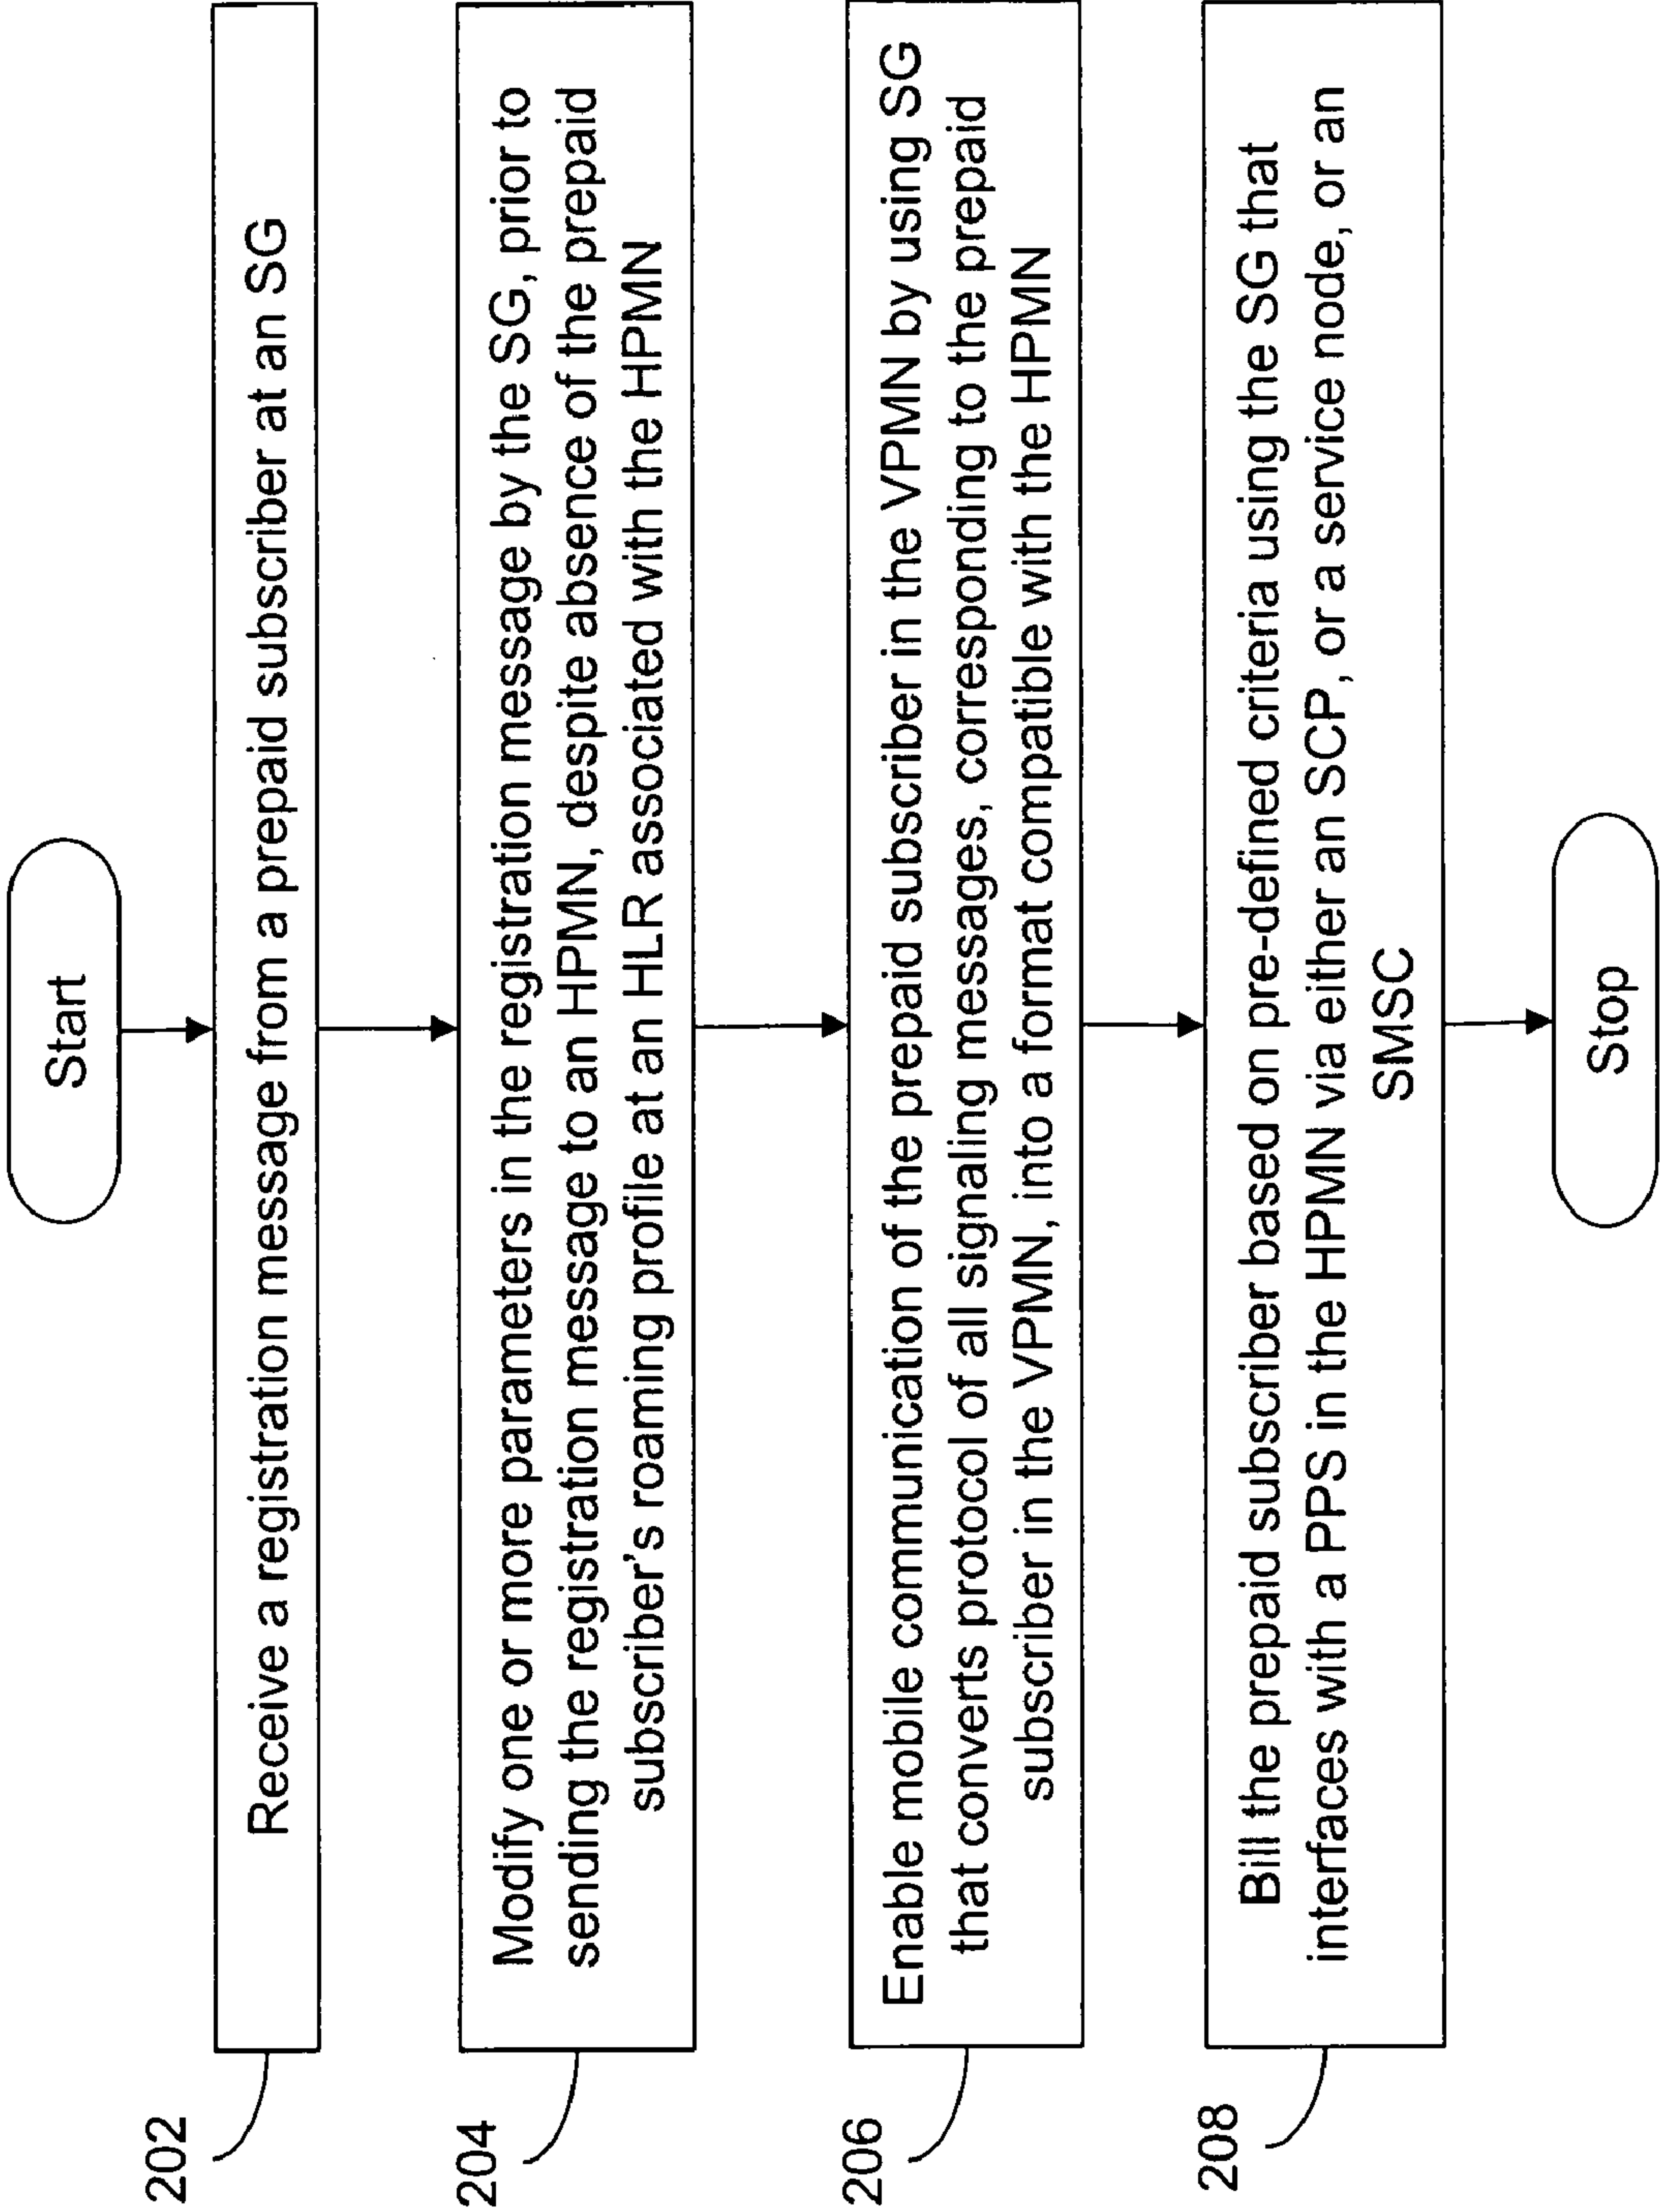 Start
202
Receive a registration message from a prepaid subscriber at an SG
204
Modify one or more parameters in the registration message by the SG, prior to
sending the registration message to an HPMN, despite absence of the prepaid
subscriber's roaming profile at an HLR associated with the HPMN
206
Enable mobile communication of the prepaid subscriber in the VPMN by using SG
that converts protocol of all signaling messages, corresponding to the prepaid
subscriber in the VPMN, into a format compatible with the HPMN
208
Bill the prepaid subscriber based on pre-defined criteria using the SG that
interfaces with a PPS in the HPMN via either an SCP, or a service node, or an
SMSC
Stop